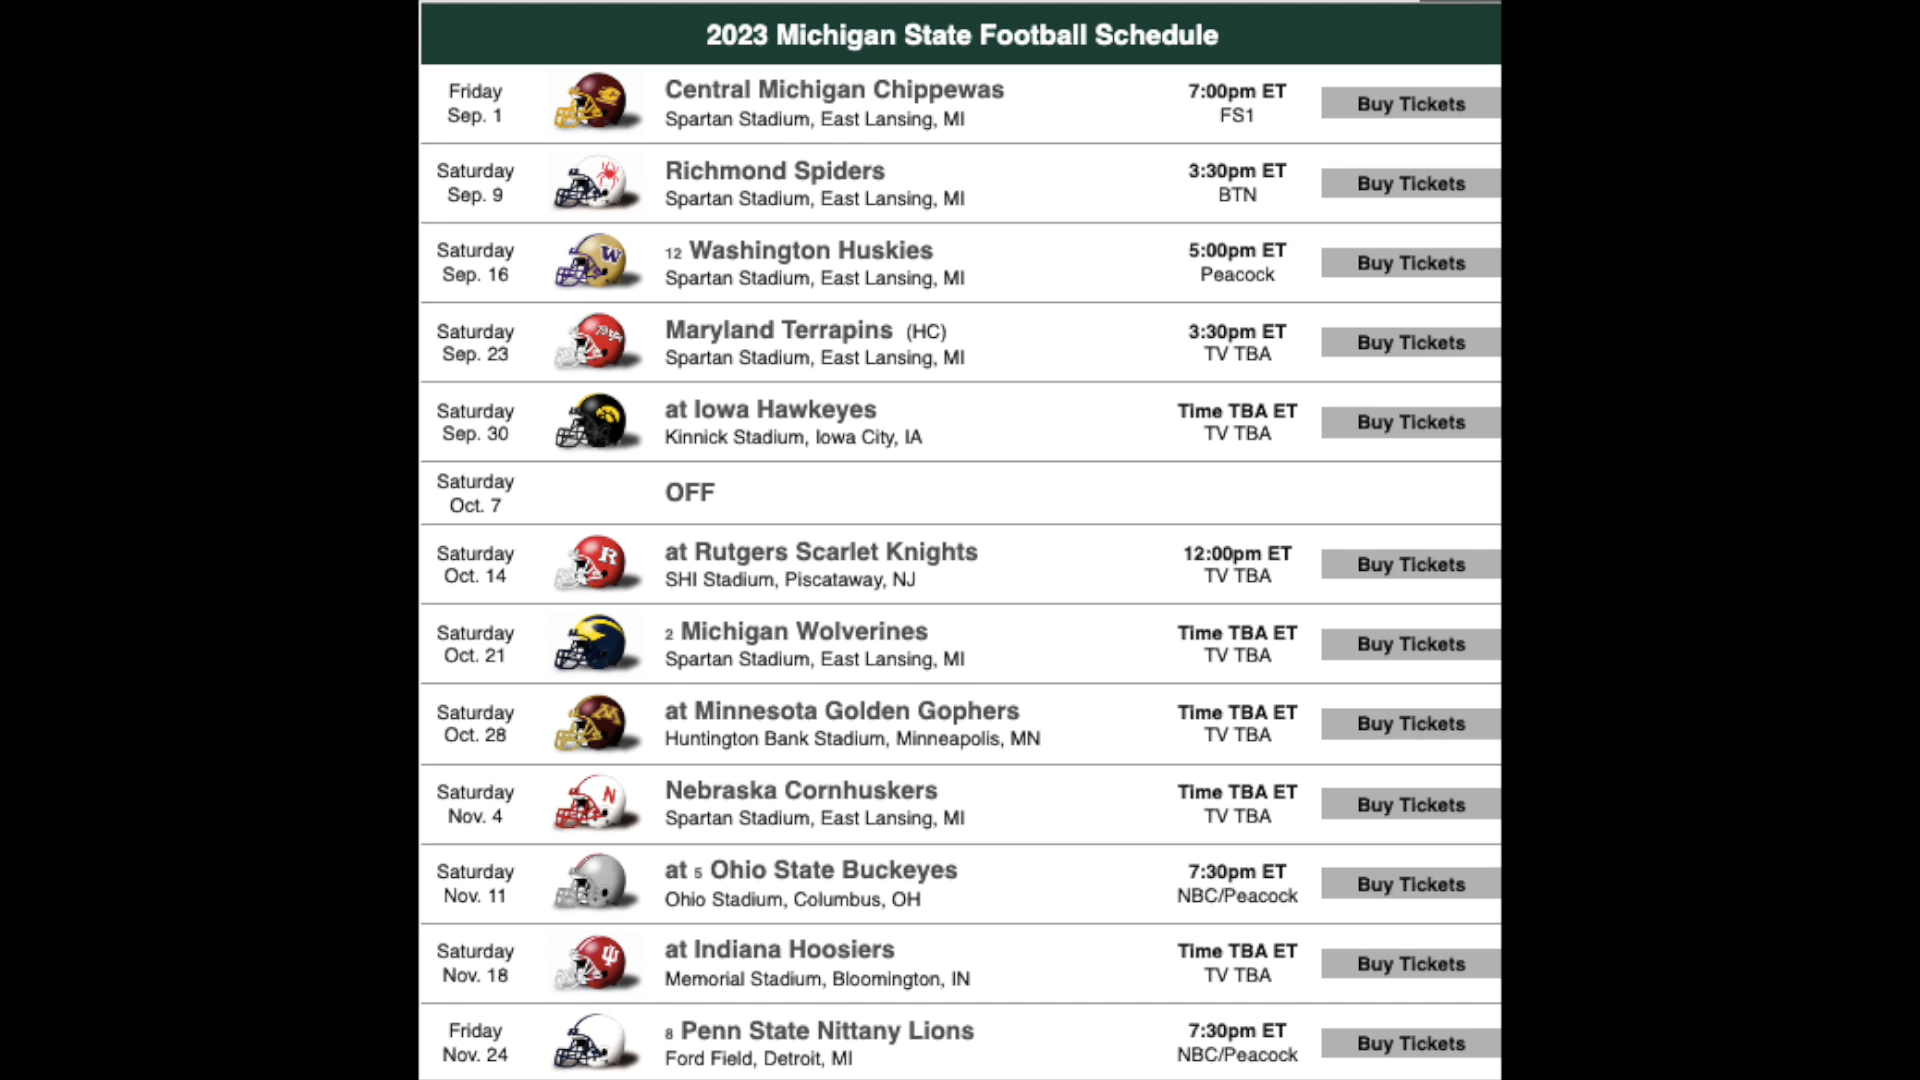 2023 Michigan State Football Schedule
Friday
Sep. 1
Central Michigan Chippewas
Spartan Stadium, East Lansing, MI
7:00pm ET
FS1
Buy Tickets
Saturday
Sep. 9
Richmond Spiders
Spartan Stadium, East Lansing, MI
3:30pm ET
BTN
Buy Tickets
Saturday
Sep. 16
W
12 Washington Huskies
Spartan Stadium, East Lansing, MI
5:00pm ET
Peacock
Buy Tickets
Saturday
Sep. 23
Maryland Terrapins (HC)
Spartan Stadium, East Lansing, MI
3:30pm ET
TV TBA
Buy Tickets
Saturday
Sep. 30
at Iowa Hawkeyes
Kinnick Stadium, Iowa City, IA
Time TBA ET
TV TBA
Buy Tickets
Saturday
Oct. 7
OFF
Saturday
Oct. 14
R
at Rutgers Scarlet Knights
SHI Stadium, Piscataway, NJ
12:00pm ET
TV TBA
Buy Tickets
Saturday
Oct. 21
2 Michigan Wolverines
Spartan Stadium, East Lansing, MI
Time TBA ET
TV TBA
Buy Tickets
Saturday
Oct. 28
M
at Minnesota Golden Gophers
Huntington Bank Stadium, Minneapolis, MN
Time TBA ET
TV TBA
Buy Tickets
Saturday
Nov. 4
N
Nebraska Cornhuskers
Spartan Stadium, East Lansing, MI
Time TBA ET
TV TBA
Buy Tickets
Saturday
Nov. 11
at 5 Ohio State Buckeyes
Ohio Stadium, Columbus, OH
7:30pm ET
NBC/Peacock
Buy Tickets
Saturday
Nov. 18
at Indiana Hoosiers
Memorial Stadium, Bloomington, IN
Time TBA ET
TV TBA
Buy Tickets
Friday
Nov. 24
8 Penn State Nittany Lions
Ford Field, Detroit, MI
7:30pm ET
NBC/Peacock
Buy Tickets